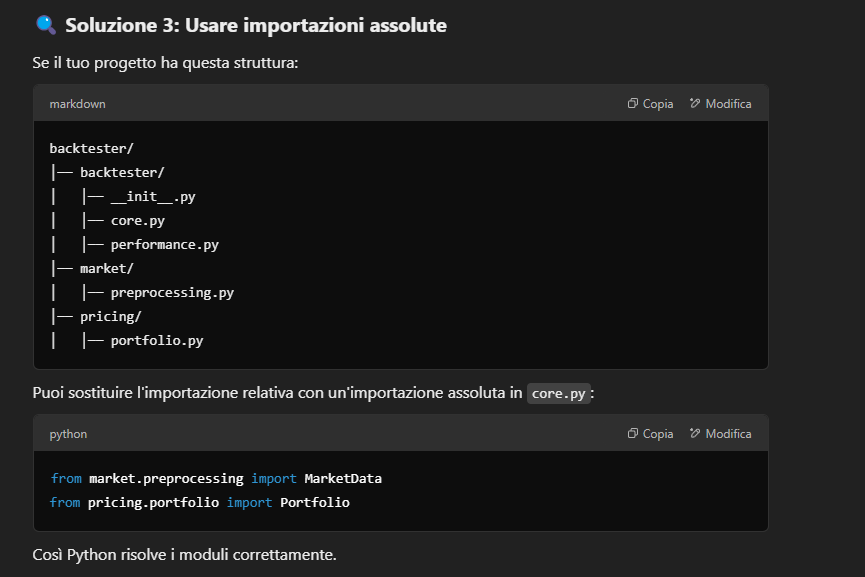 🔍 Soluzione 3: Usare importazioni assolute
Se il tuo progetto ha questa struttura:
markdown Copia Modifica
backtester/
│── backtester/
│   │── __init__.py
│   │── core.py
│   │── performance.py
│── market/
│   │── preprocessing.py
│── pricing/
│   │── portfolio.py
Puoi sostituire l'importazione relativa con un'importazione assoluta in core.py:
python Copia Modifica
from market.preprocessing import MarketData
from pricing.portfolio import Portfolio
Così Python risolve i moduli correttamente.